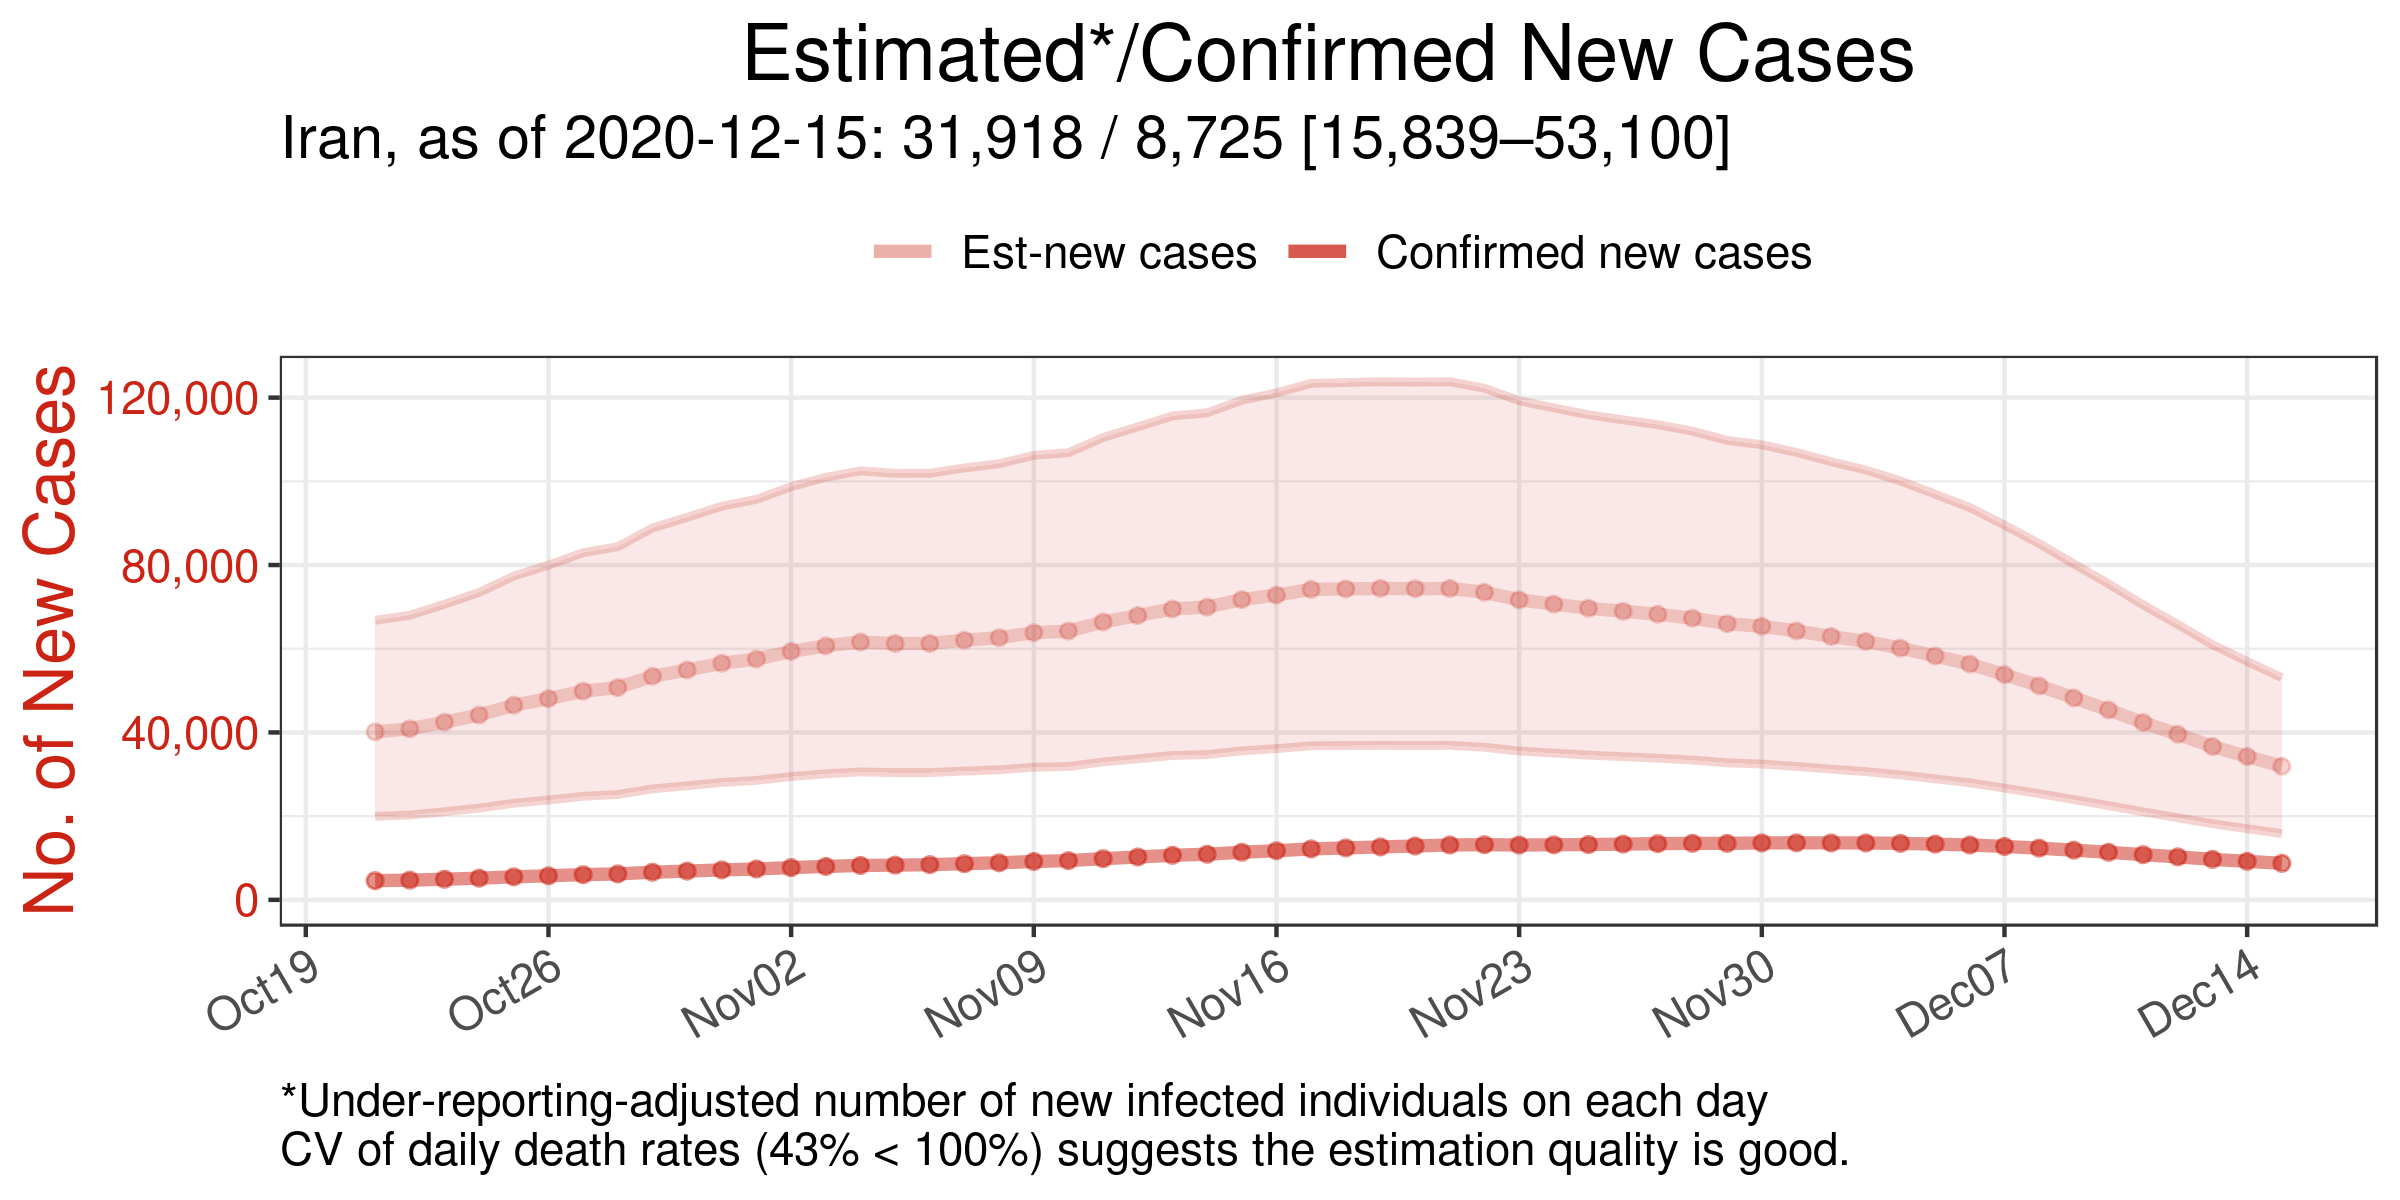 Estimated*/Confirmed New Cases
Iran, as of 2020-12-15: 31,918 / 8,725 [15,839–53,100]
Est-new cases
Confirmed new cases
No. of New Cases
120,000
80,000
40,000
0
Oct19
Oct26
Nov02
Nov09
Nov16
Nov23
Nov30
Dec07
Dec14
*Under-reporting-adjusted number of new infected individuals on each day
CV of daily death rates (43% < 100%) suggests the estimation quality is good.